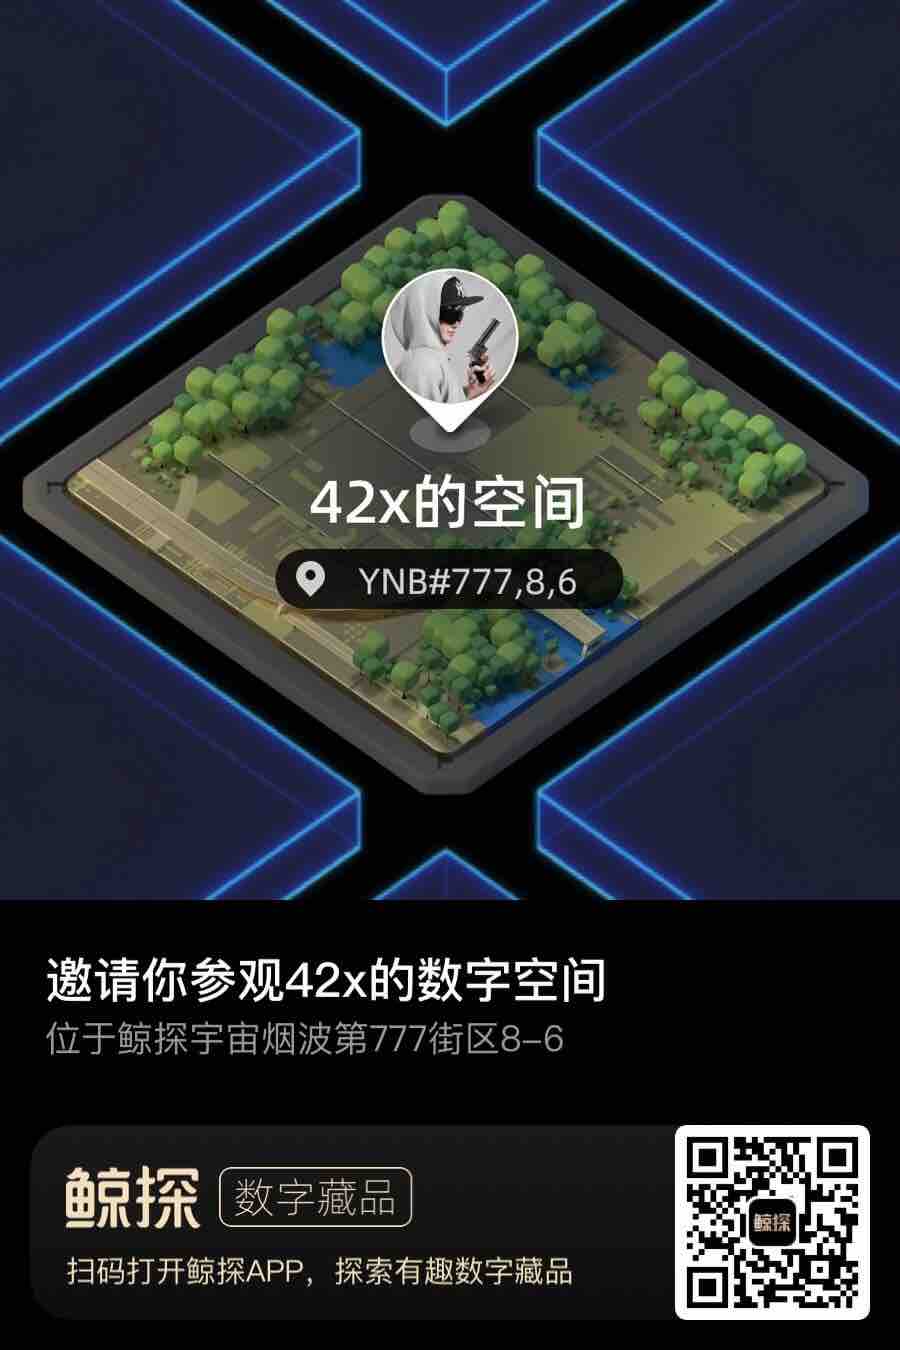 42x的空间
YNB#777,8,6
邀请你参观42x的数字空间
位于鲸探宇宙烟波第777街区8-6
鲸探 数字藏品
扫码打开鲸探APP，探索有趣数字藏品
鲸探